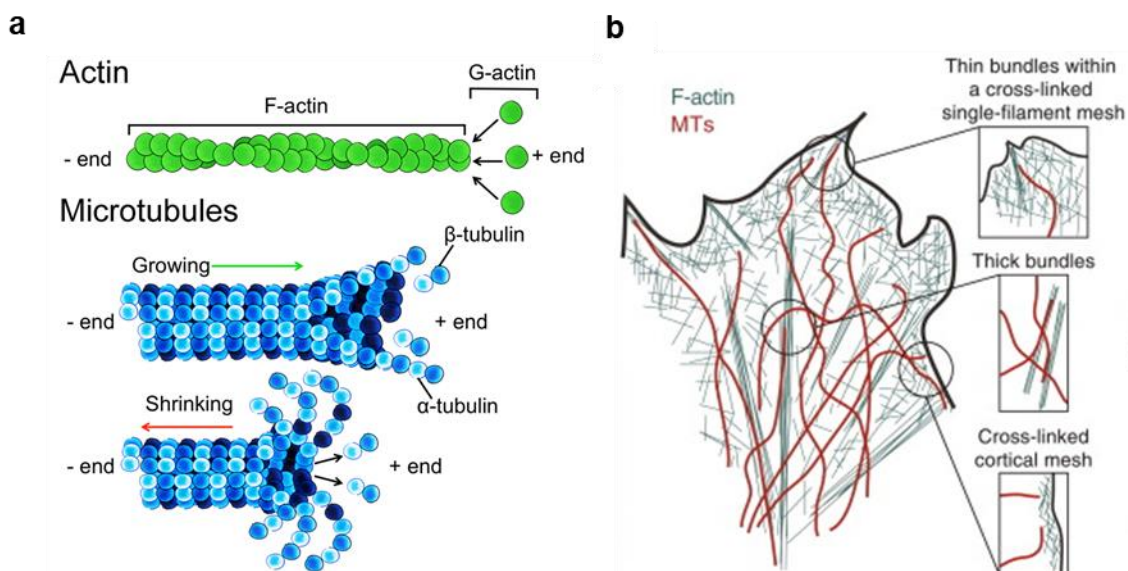 a
Actin
G-actin
F-actin
- end
+ end
Microtubules
β-tubulin
Growing
- end
+ end
α-tubulin
Shrinking
- end
+ end
b
F-actin
MTs
Thin bundles within
a cross-linked
single-filament mesh
Thick bundles
Cross-linked
cortical mesh